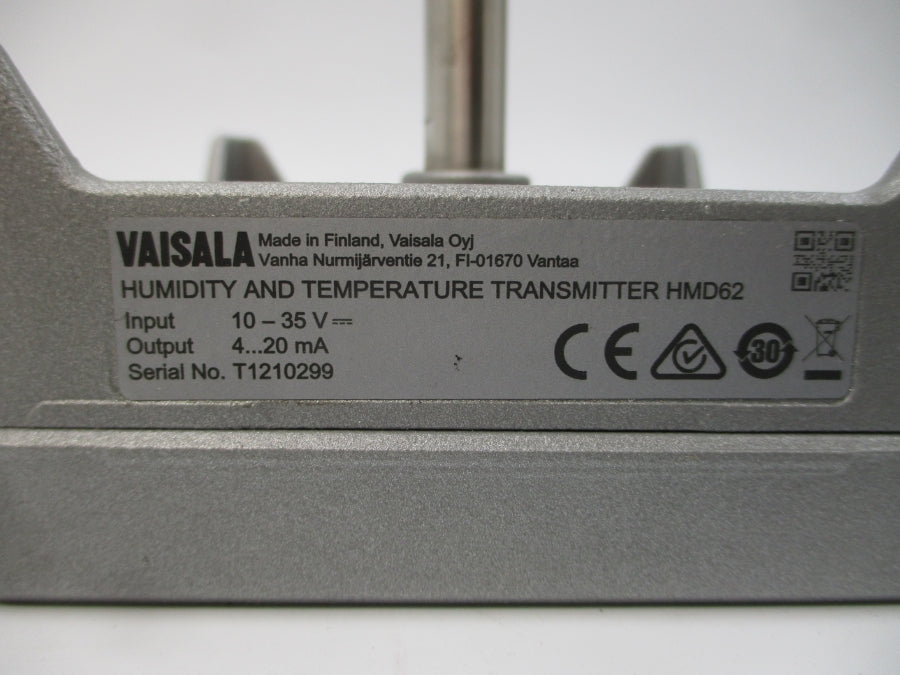 VAISALA Made in Finland, Vaisala Oyj
Vanha Nurmijärventie 21, FI-01670 Vantaa
HUMIDITY AND TEMPERATURE TRANSMITTER HMD62
Input 10 – 35 V ⎓
Output 4...20 mA
Serial No. T1210299
CE 30